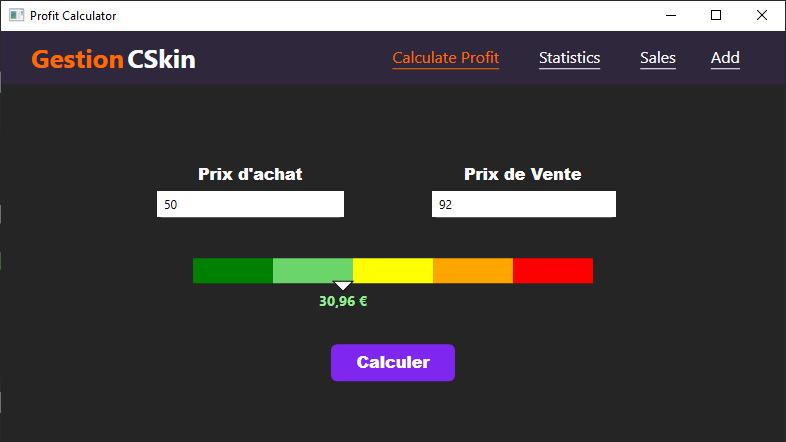 Profit Calculator
Gestion CSkin
Calculate Profit Statistics Sales Add
Prix d'achat Prix de Vente
50 92
30,96 €
Calculer